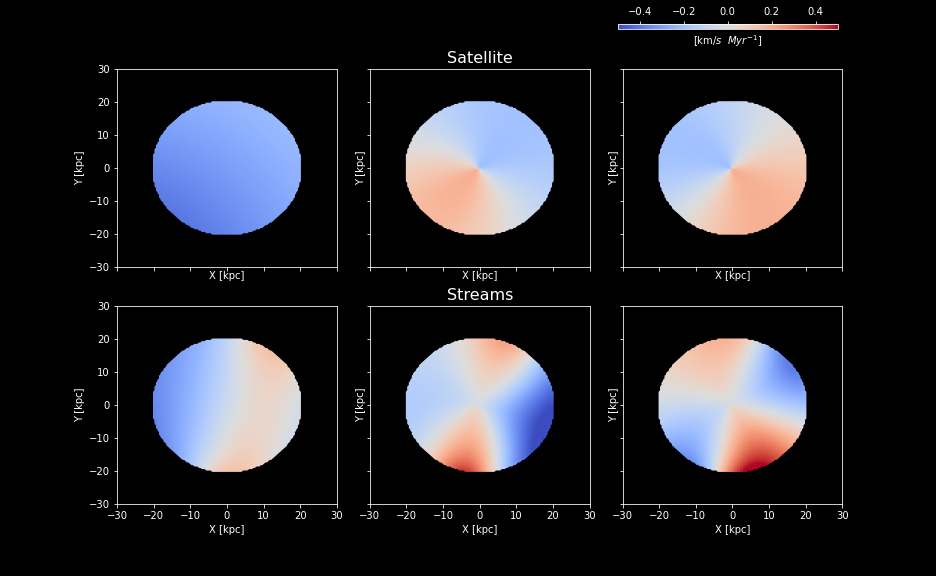 −0.4 −0.2 0.0 0.2 0.4
[km/s Myr⁻¹]
Satellite
30
20
10
0
−10
−20
−30
Y [kpc]
Y [kpc]
Y [kpc]
X [kpc] X [kpc] X [kpc]
Streams
30
20
10
0
−10
−20
−30
Y [kpc]
Y [kpc]
Y [kpc]
−30 −20 −10 0 10 20 30 −30 −20 −10 0 10 20 30 −30 −20 −10 0 10 20 30
X [kpc] X [kpc] X [kpc]